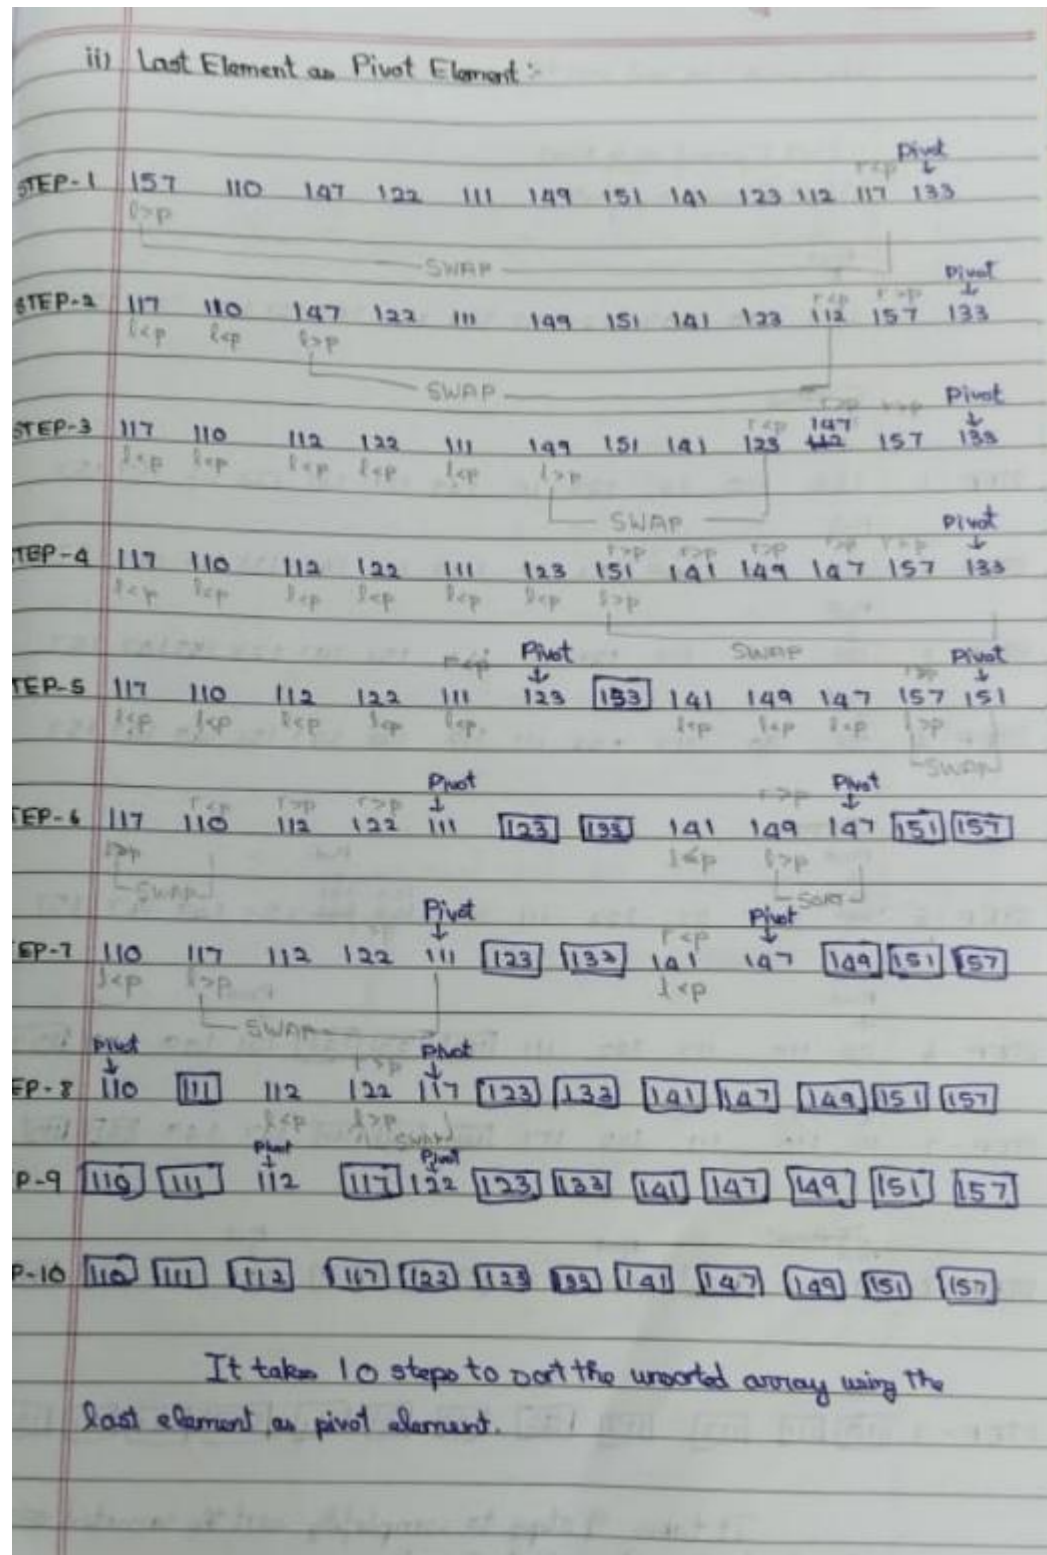 ii) Last Element as Pivot Element :-
Pivot
r<p ↓
STEP-1 157 110 147 122 111 149 151 141 123 112 117 133
l>p
SWAP
Pivot
r<p r>p ↓
STEP-2 117 110 147 122 111 149 151 141 123 112 157 133
l<p l<p l>p
SWAP
Pivot
r<p r>p r>p ↓
147
STEP-3 117 110 112 122 111 149 151 141 123 112 157 133
l<p l<p l<p l<p l<p l>p
SWAP
Pivot
r>p r>p r>p r>p r>p ↓
TEP-4 117 110 112 122 111 123 151 141 149 147 157 133
l<p l<p l<p l<p l<p l<p l>p
SWAP
r<p Pivot Pivot
r>p
TEP-5 117 110 112 122 111 123 133 141 149 147 157 151
l<p l<p l<p l<p l<p l<p l<p l<p l>p
SWAP
Pivot Pivot
r<p r>p r>p ↓ r>p ↓
TEP-6 117 110 112 122 111 123 133 141 149 147 151 157
l>p l<p l>p
SWAP
Pivot Pivot
↓ r<p ↓
EP-7 110 117 112 122 111 123 133 141 147 149 151 157
l<p l>p l<p
SWAP
Pivot Pivot
↓ r>p ↓
EP-8 110 111 112 122 117 123 133 141 147 149 151 157
l<p l>p
SWAP
Pivot Pivot
P-9 110 111 112 117 122 123 133 141 147 149 151 157
P-10 110 111 112 117 122 123 133 141 147 149 151 157
It takes 10 steps to sort the unsorted array using the
last element, as pivot element.